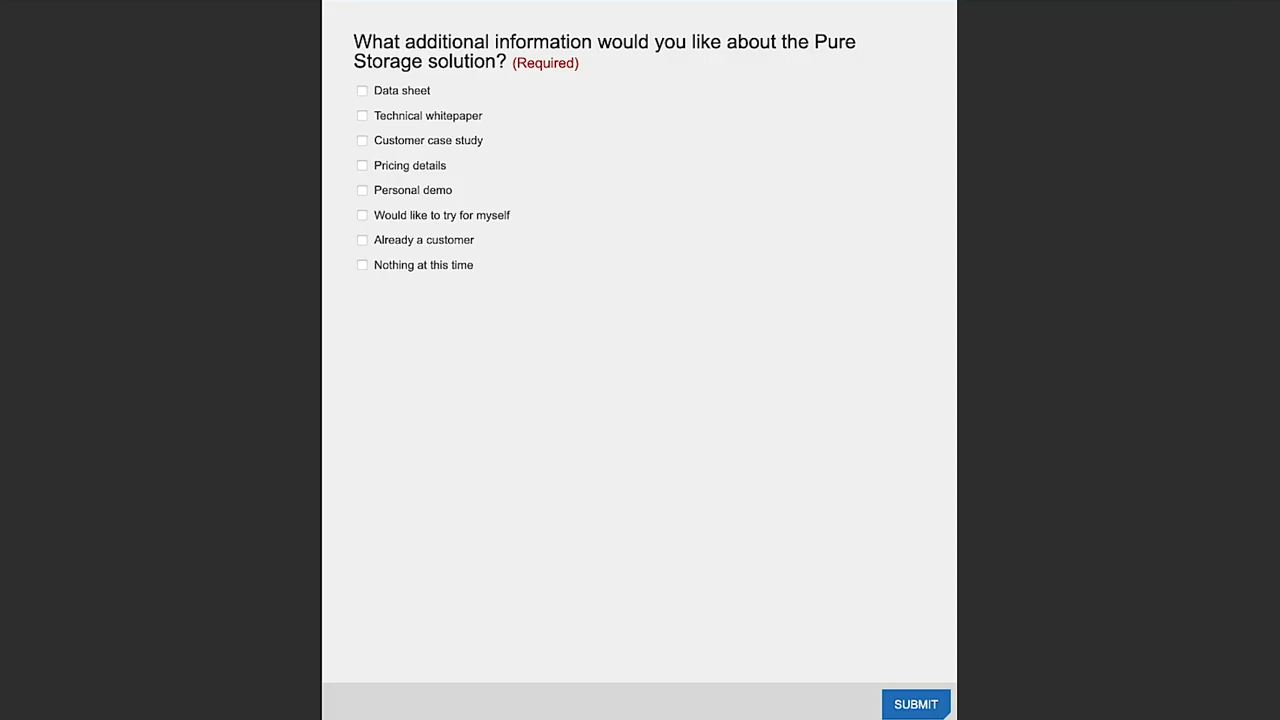 What additional information would you like about the Pure
Storage solution? (Required)
Data sheet
Technical whitepaper
Customer case study
Pricing details
Personal demo
Would like to try for myself
Already a customer
Nothing at this time
SUBMIT